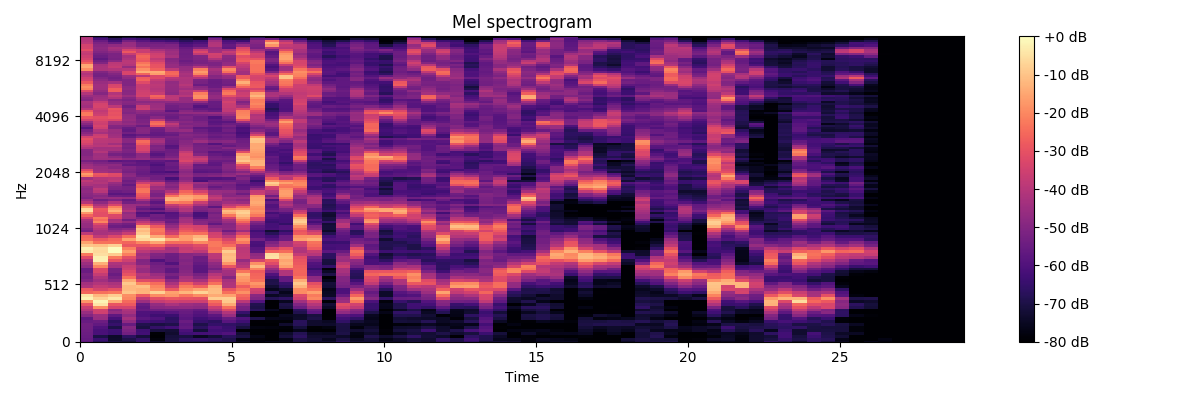 Mel spectrogram
8192
4096
2048
1024
512
0
Hz
0 5 10 15 20 25
Time
+0 dB
-10 dB
-20 dB
-30 dB
-40 dB
-50 dB
-60 dB
-70 dB
-80 dB